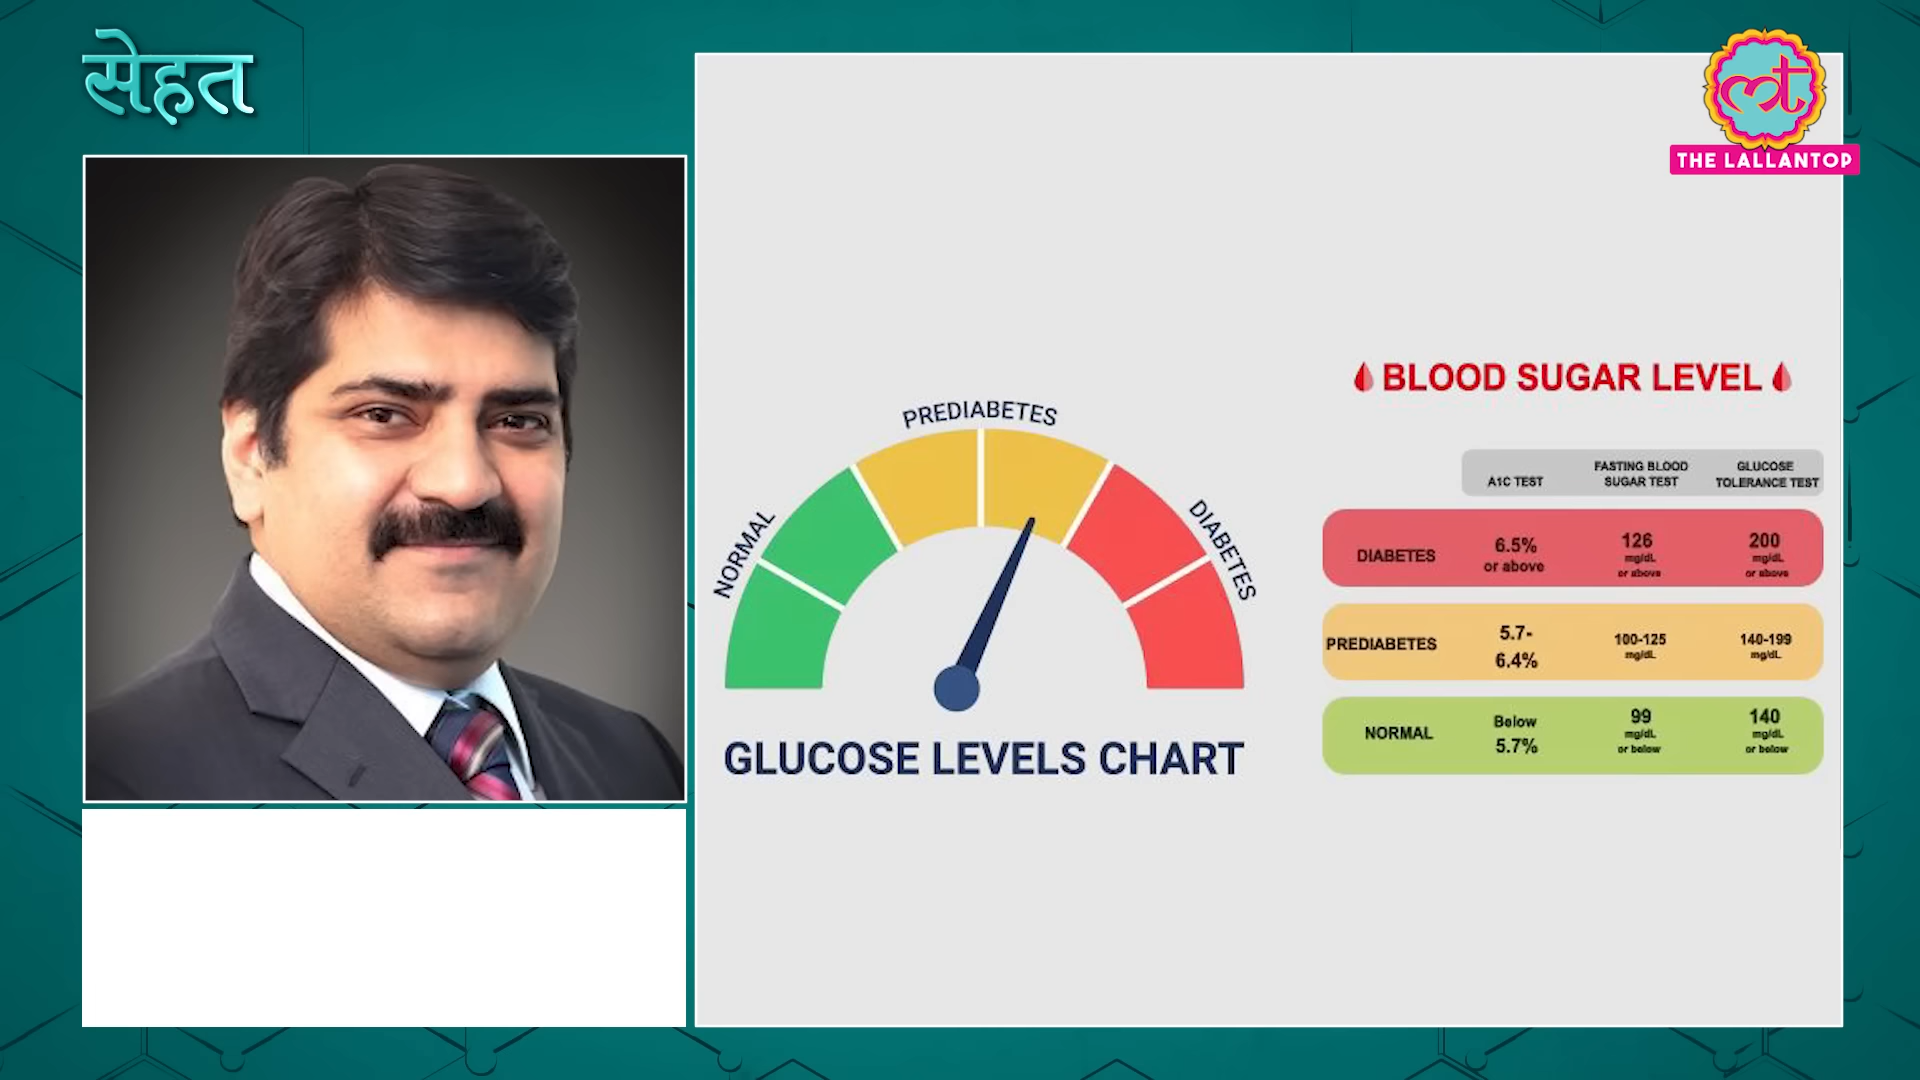 सेहत
THE LALLANTOP
PREDIABETES
NORMAL
DIABETES
GLUCOSE LEVELS CHART
BLOOD SUGAR LEVEL
A1C TEST
FASTING BLOOD
SUGAR TEST
GLUCOSE
TOLERANCE TEST
DIABETES
6.5%
or above
126
mg/dL
or above
200
mg/dL
or above
PREDIABETES
5.7-
6.4%
100-125
mg/dL
140-199
mg/dL
NORMAL
Below
5.7%
99
mg/dL
or below
140
mg/dL
or below